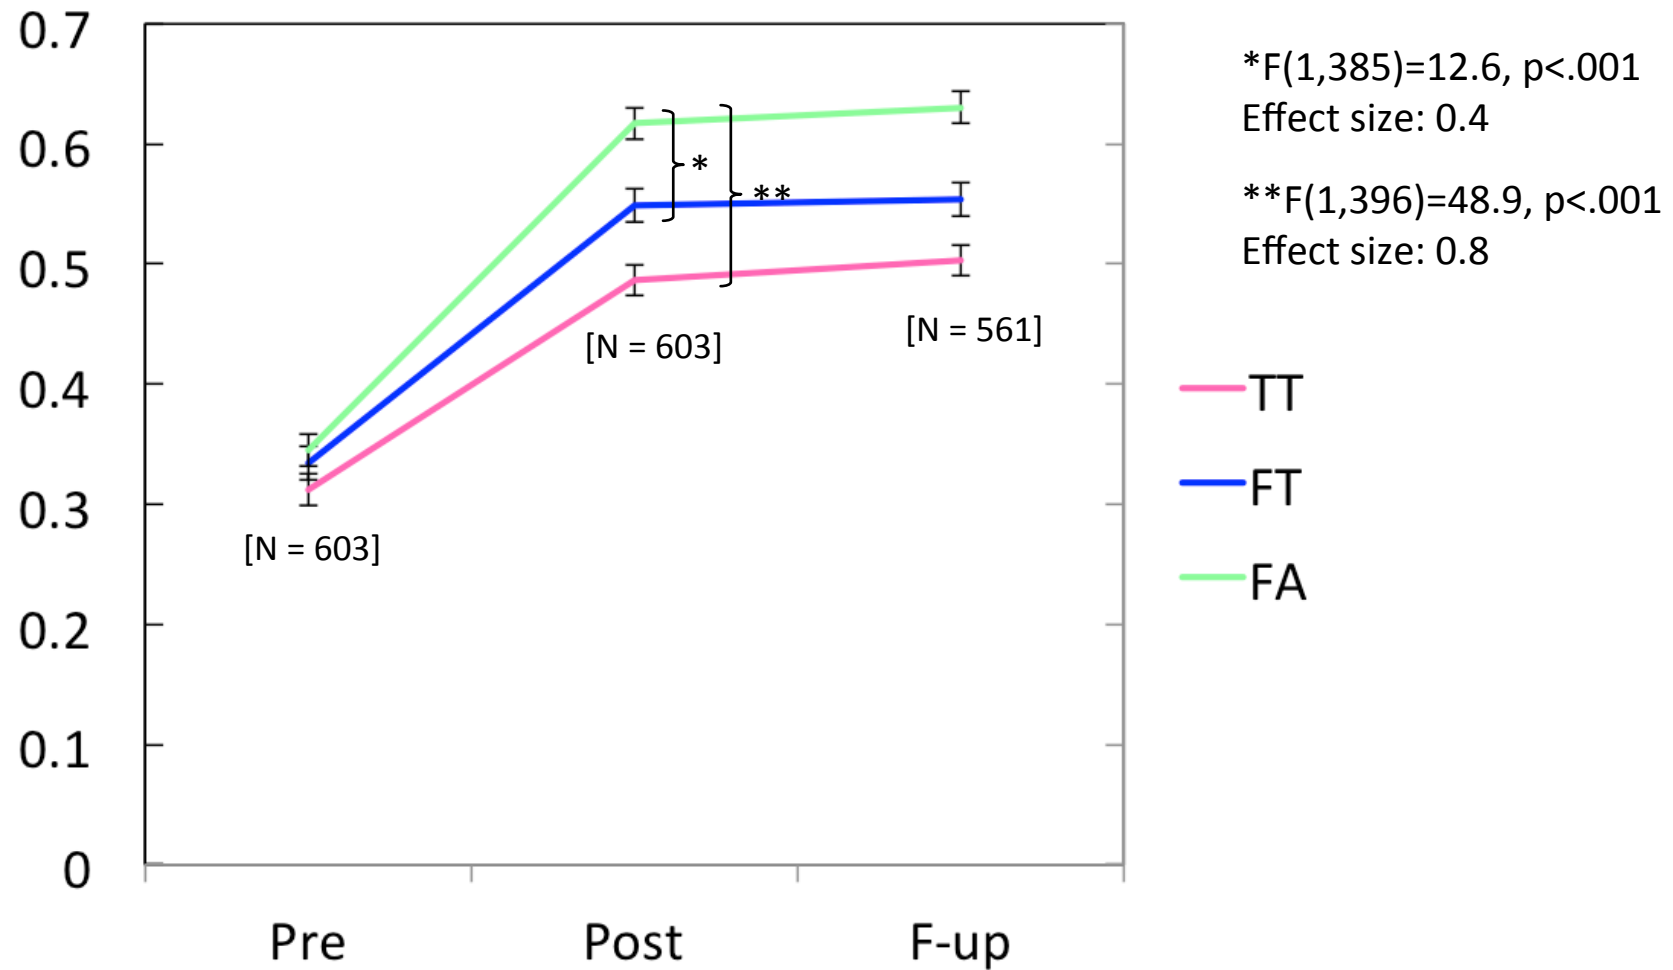 0.7
0.6
0.5
0.4
0.3
0.2
0.1
0
*
**
[N = 603]
[N = 603]
[N = 561]
Pre
Post
F-up
*F(1,385)=12.6, p<.001
Effect size: 0.4
**F(1,396)=48.9, p<.001
Effect size: 0.8
TT
FT
FA